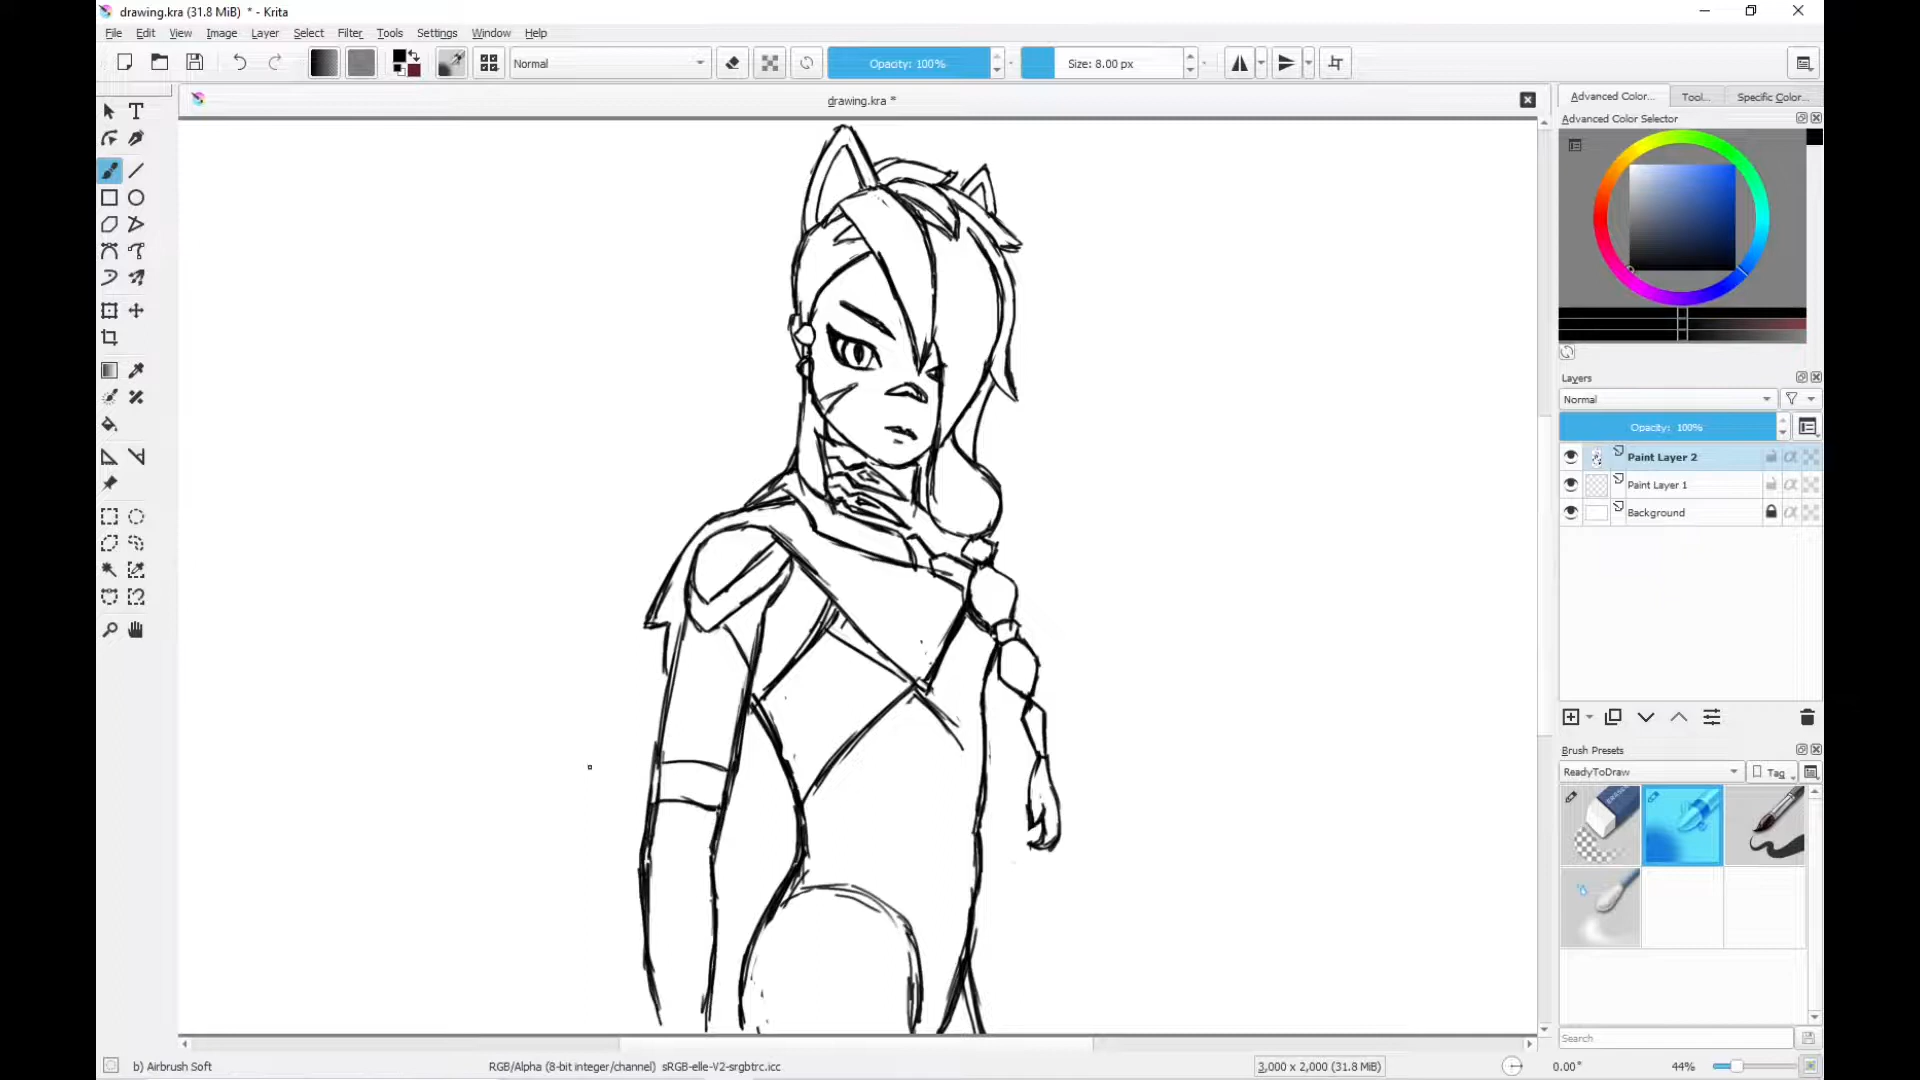 drawing.kra (31.8 MiB) * - Krita
File Edit View Image Layer Select Filter Tools Settings Window Help
Normal Opacity: 100% Size: 8.00 px
drawing.kra *
Advanced Color... Tool... Specific Color...
Advanced Color Selector
Layers
Normal
Opacity: 100%
Paint Layer 2
Paint Layer 1
Background
Brush Presets
ReadyToDraw Tag
Search
b) Airbrush Soft RGB/Alpha (8-bit integer/channel) sRGB-elle-V2-srgbtrc.icc 3,000 x 2,000 (31.8 MiB) 0.00° 44%